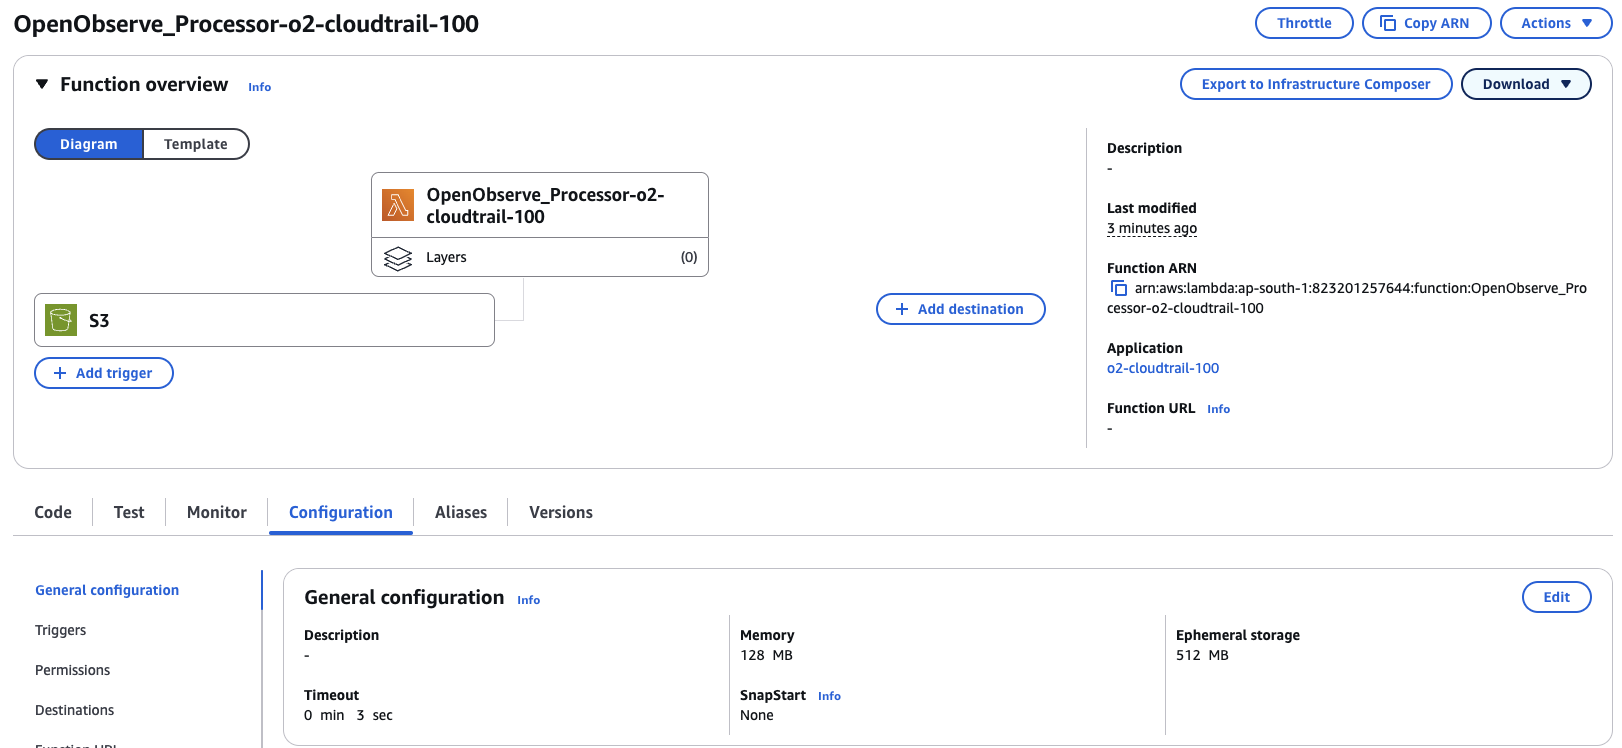 OpenObserve_Processor-o2-cloudtrail-100
Throttle
Copy ARN
Actions
Function overview Info
Export to Infrastructure Composer
Download
Diagram
Template
OpenObserve_Processor-o2-
cloudtrail-100
Layers (0)
S3
Add trigger
Add destination
Description
-
Last modified
3 minutes ago
Function ARN
arn:aws:lambda:ap-south-1:823201257644:function:OpenObserve_Pro
cessor-o2-cloudtrail-100
Application
o2-cloudtrail-100
Function URL Info
-
Code
Test
Monitor
Configuration
Aliases
Versions
General configuration
Triggers
Permissions
Destinations
Function URL
General configuration Info
Edit
Description
-
Timeout
0 min 3 sec
Memory
128 MB
SnapStart Info
None
Ephemeral storage
512 MB